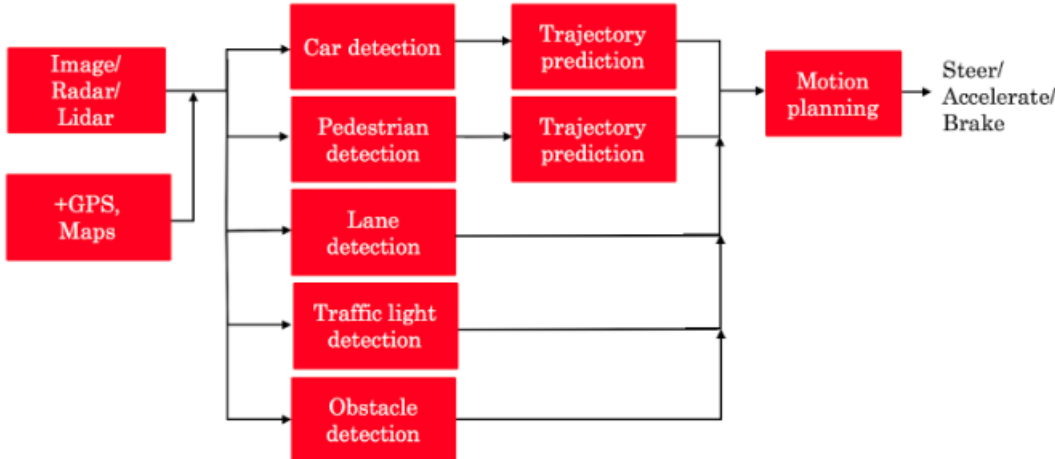 Image/
Radar/
Lidar
+GPS,
Maps
Car detection
Trajectory
prediction
Pedestrian
detection
Trajectory
prediction
Lane
detection
Traffic light
detection
Obstacle
detection
Motion
planning
Steer/
Accelerate/
Brake